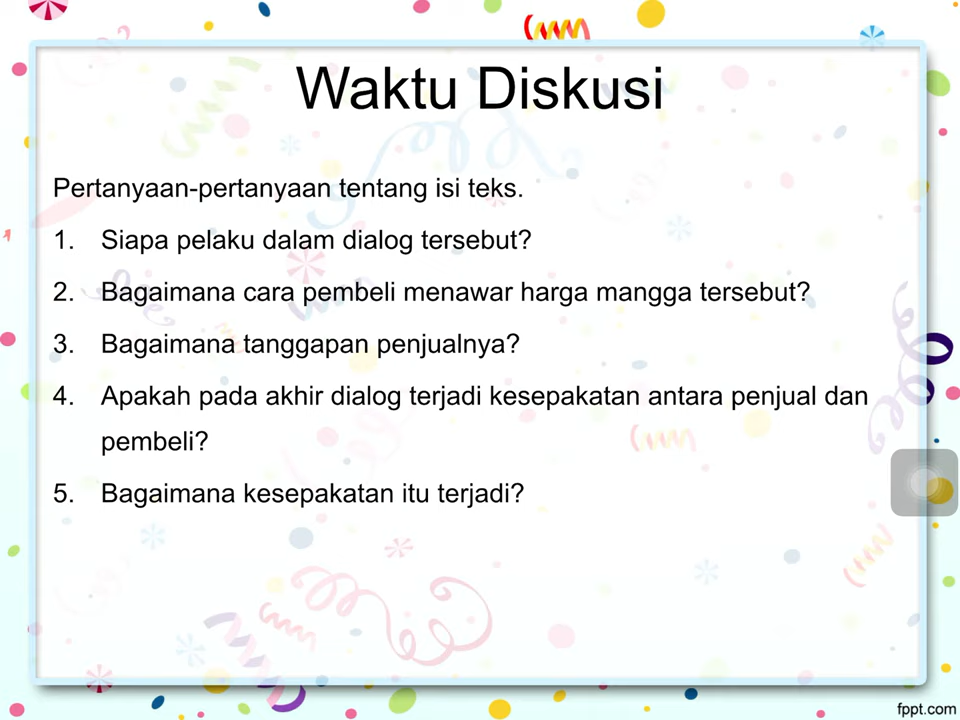 Waktu Diskusi
Pertanyaan-pertanyaan tentang isi teks.
1. Siapa pelaku dalam dialog tersebut?
2. Bagaimana cara pembeli menawar harga mangga tersebut?
3. Bagaimana tanggapan penjualnya?
4. Apakah pada akhir dialog terjadi kesepakatan antara penjual dan
pembeli?
5. Bagaimana kesepakatan itu terjadi?
fppt.com